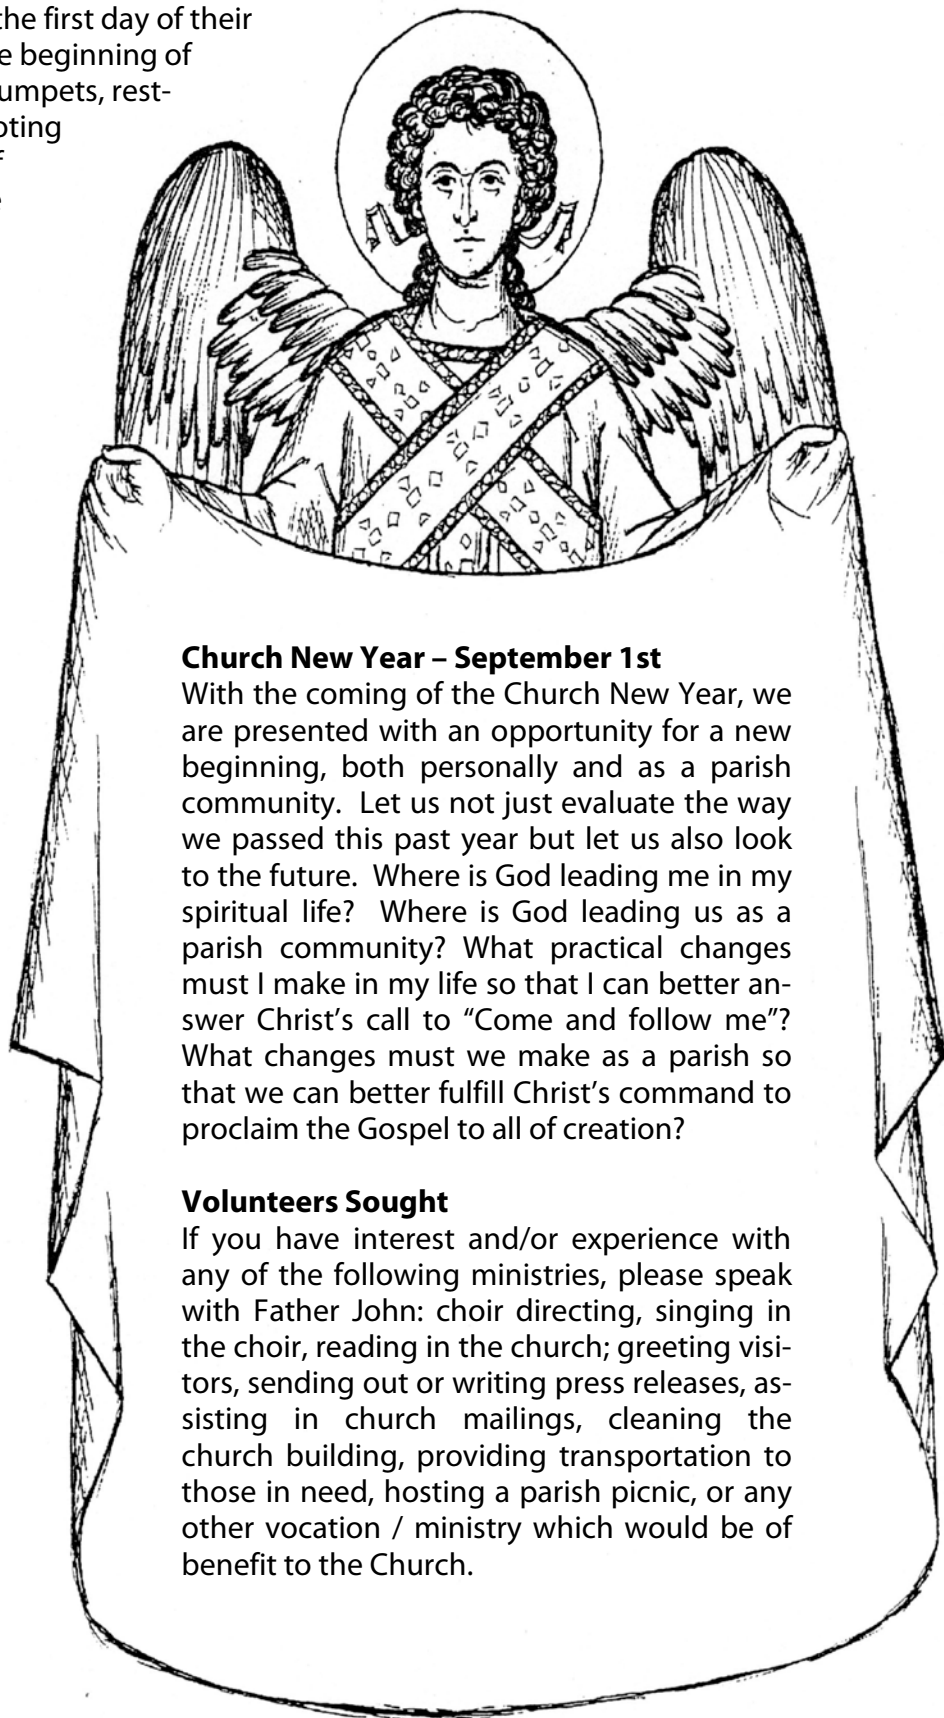 the first day of their
beginning of
rest-
of
Church New Year – September 1st
With the coming of the Church New Year, we
are presented with an opportunity for a new
beginning, both personally and as a parish
community.  Let us not just evaluate the way
we passed this past year but let us also look
to the future.  Where is God leading me in my
spiritual life?  Where is God leading us as a
parish community? What practical changes
must I make in my life so that I can better an-
swer Christ’s call to “Come and follow me”?
What changes must we make as a parish so
that we can better fulfill Christ’s command to
proclaim the Gospel to all of creation?
Volunteers Sought
If you have interest and/or experience with
any of the following ministries, please speak
with Father John: choir directing, singing in
the choir, reading in the church; greeting visi-
tors, sending out or writing press releases, as-
sisting in church mailings, cleaning the
church building, providing transportation to
those in need, hosting a parish picnic, or any
other vocation / ministry which would be of
benefit to the Church.